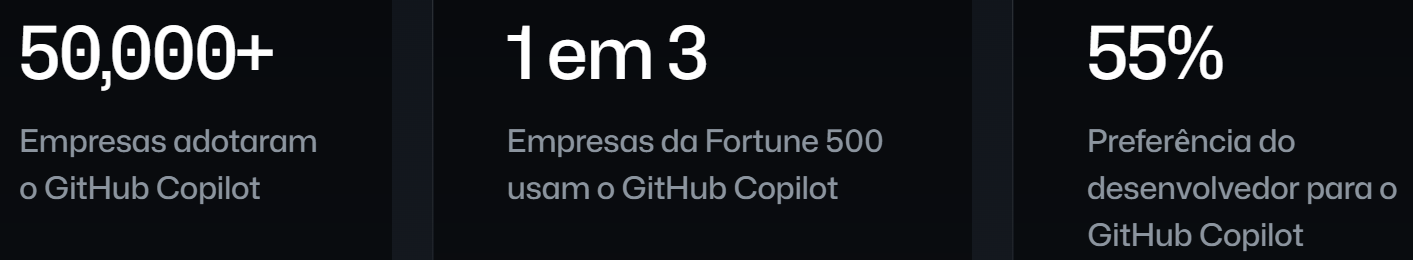 50,000+
Empresas adotaram
o GitHub Copilot
1 em 3
Empresas da Fortune 500
usam o GitHub Copilot
55%
Preferência do
desenvolvedor para o
GitHub Copilot